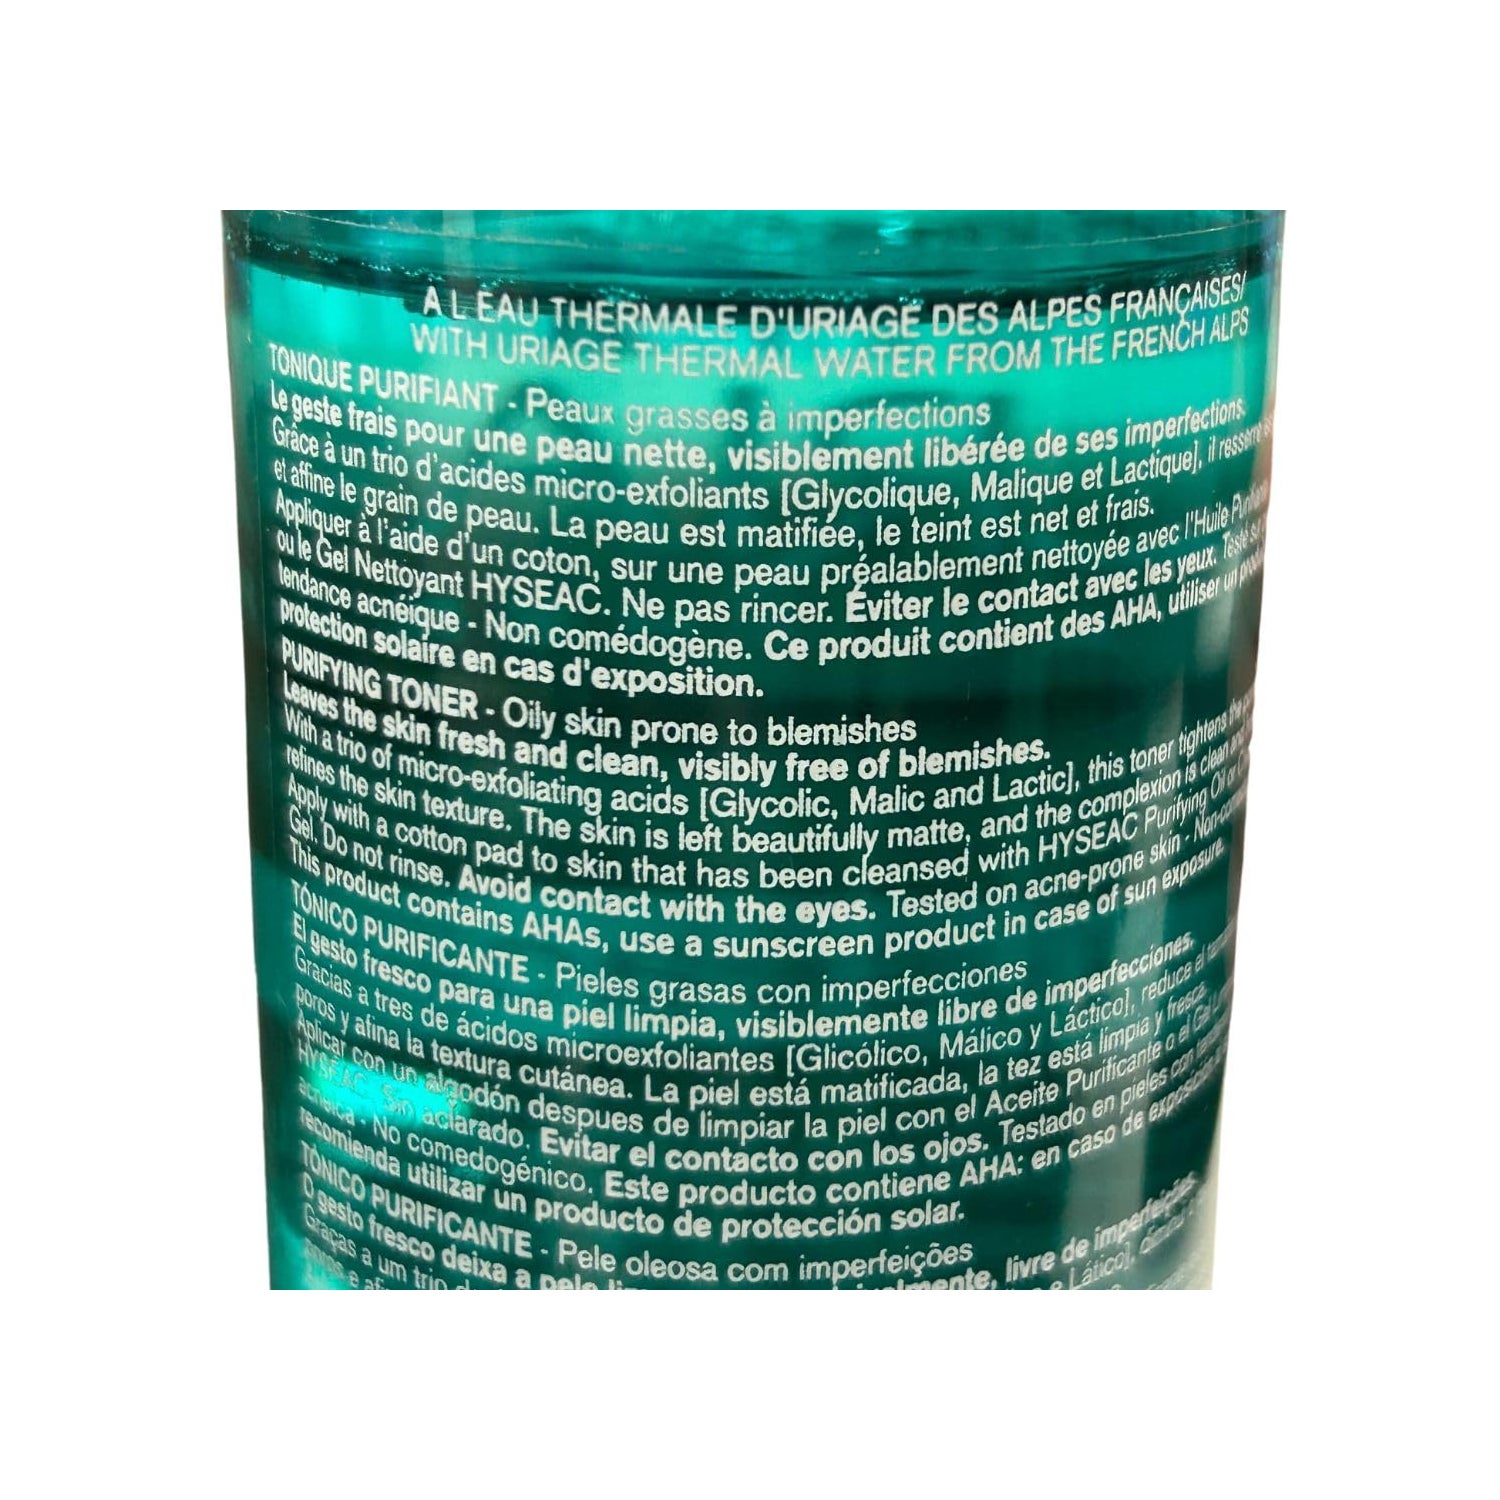 A L'EAU THERMALE D'URIAGE DES ALPES FRANÇAISES/
WITH URIAGE THERMAL WATER FROM THE FRENCH ALPS
TONIQUE PURIFIANT - Peaux grasses à imperfections
Le geste frais pour une peau nette, visiblement libérée de ses imperfections.
Grâce à un trio d'acides micro-exfoliants [Glycolique, Malique et Lactique], il resserre
et affine le grain de peau. La peau est matifiée, le teint est net et frais.
Appliquer à l'aide d'un coton, sur une peau préalablement nettoyée avec l'Huile
ou le Gel Nettoyant HYSEAC. Ne pas rincer. Éviter le contact avec les yeux. Testé
tendance acnéique - Non comédogène. Ce produit contient des AHA, utiliser un
protection solaire en cas d'exposition.
PURIFYING TONER - Oily skin prone to blemishes
Leaves the skin fresh and clean, visibly free of blemishes.
With a trio of micro-exfoliating acids [Glycolic, Malic and Lactic], this toner tightens the
refines the skin texture. The skin is left beautifully matte, and the complexion is clean and
Apply with a cotton pad to skin that has been cleansed with HYSEAC Purifying Oil or
Gel. Do not rinse. Avoid contact with the eyes. Tested on acne-prone skin -
This product contains AHAs, use a sunscreen product in case of sun exposure.
TÓNICO PURIFICANTE - Pieles grasas con imperfecciones
El gesto fresco para una piel limpia, visiblemente libre de imperfecciones.
Gracias a tres de ácidos microexfoliantes [Glicólico, Málico y Láctico], reduce el
poros y afina la textura cutánea. La piel está matificada, la tez está limpia y fresca.
Aplicar con un algodón despues de limpiar la piel con el Aceite Purificante o el Gel
HYSEAC. Sin aclarado. Evitar el contacto con los ojos. Testado en pieles con
acnéica - No comedogénico. Este producto contiene AHA: en caso de exposición
recomienda utilizar un producto de protección solar.
TÓNICO PURIFICANTE - Pele oleosa com imperfeições
O gesto fresco deixa a pele livre de imperfeições.
Graças a um trio e Lático],